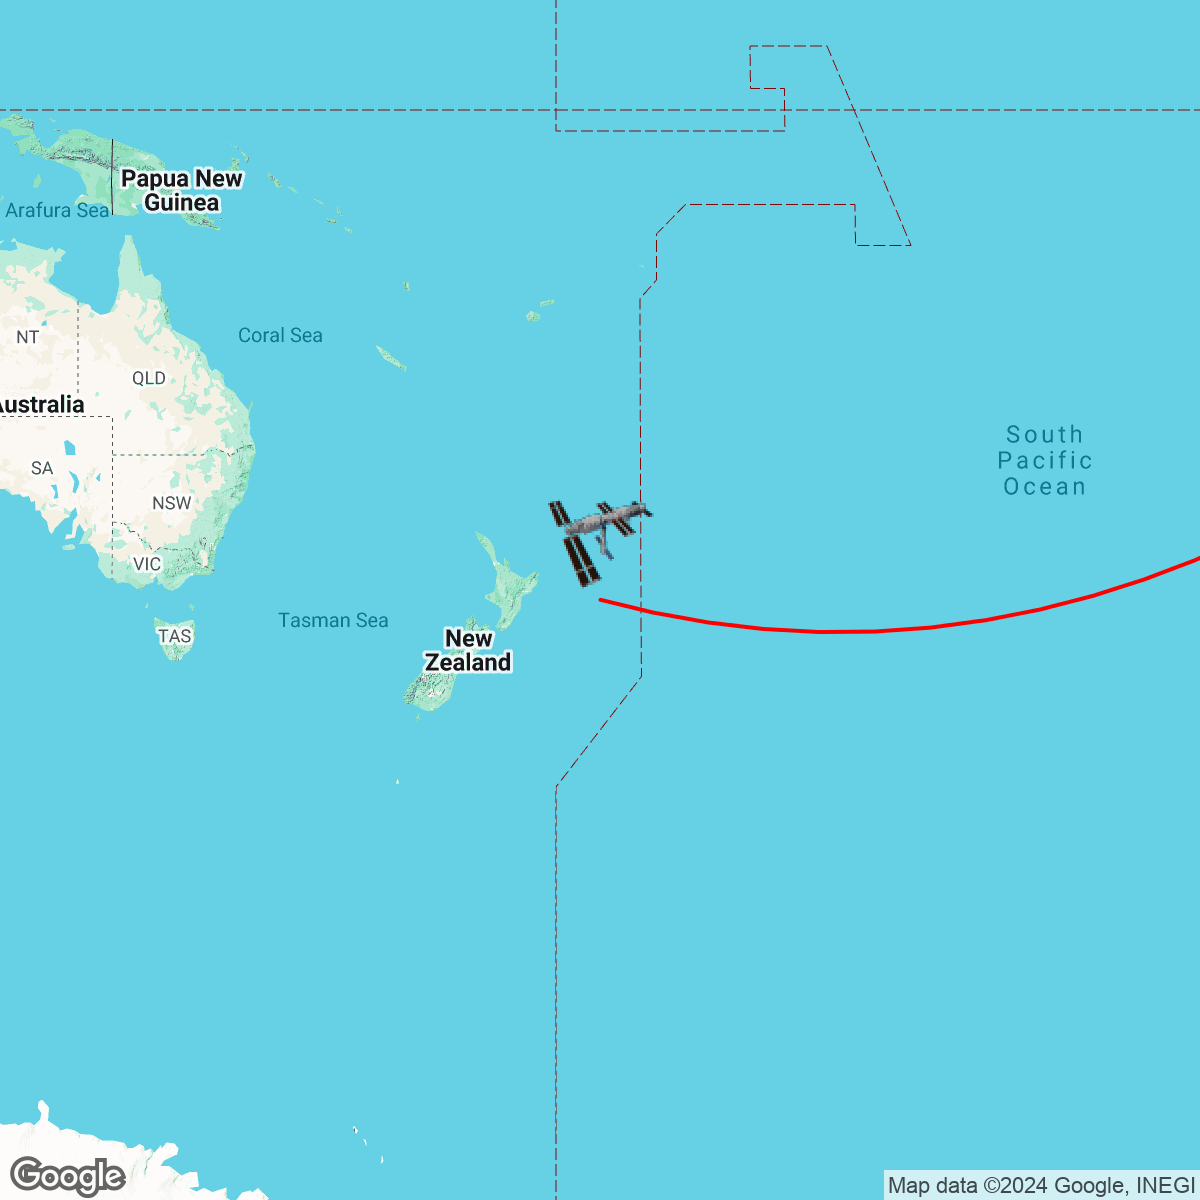 Papua New
Guinea
Arafura Sea
NT
Coral Sea
QLD
Australia
South
Pacific
Ocean
SA
NSW
VIC
Tasman Sea
TAS
New
Zealand
Google
Map data ©2024 Google, INEGI